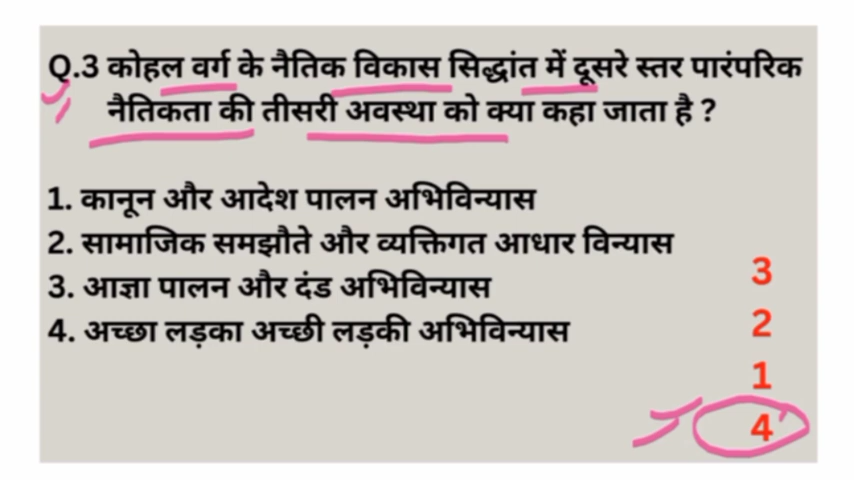 Q.3 कोहल वर्ग के नैतिक विकास सिद्धांत में दूसरे स्तर पारंपरिक
नैतिकता की तीसरी अवस्था को क्या कहा जाता है ?
1. कानून और आदेश पालन अभिविन्यास
2. सामाजिक समझौते और व्यक्तिगत आधार विन्यास
3. आज्ञा पालन और दंड अभिविन्यास
4. अच्छा लड़का अच्छी लड़की अभिविन्यास
3
2
1
4